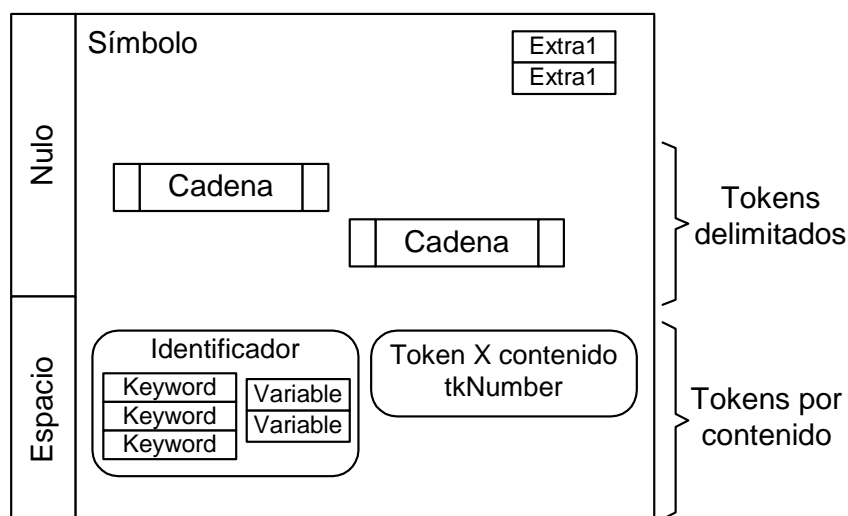 Símbolo
Extra1
Extra1
Nulo
Cadena
Cadena
Tokens
delimitados
Espacio
Identificador
Keyword
Keyword
Keyword
Variable
Variable
Token X contenido
tkNumber
Tokens por
contenido